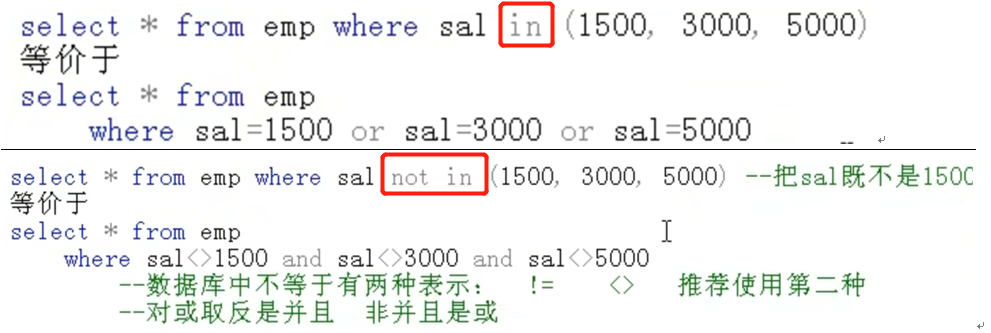 select * from emp where sal in (1500, 3000, 5000)
等价于
select * from emp
where sal=1500 or sal=3000 or sal=5000 --
select * from emp where sal not in (1500, 3000, 5000) --把sal既不是1500
等价于
select * from emp
where sal<>1500 and sal<>3000 and sal<>5000
--数据库中不等于有两种表示： != <> 推荐使用第二种
--对或取反是并且 非并且是或